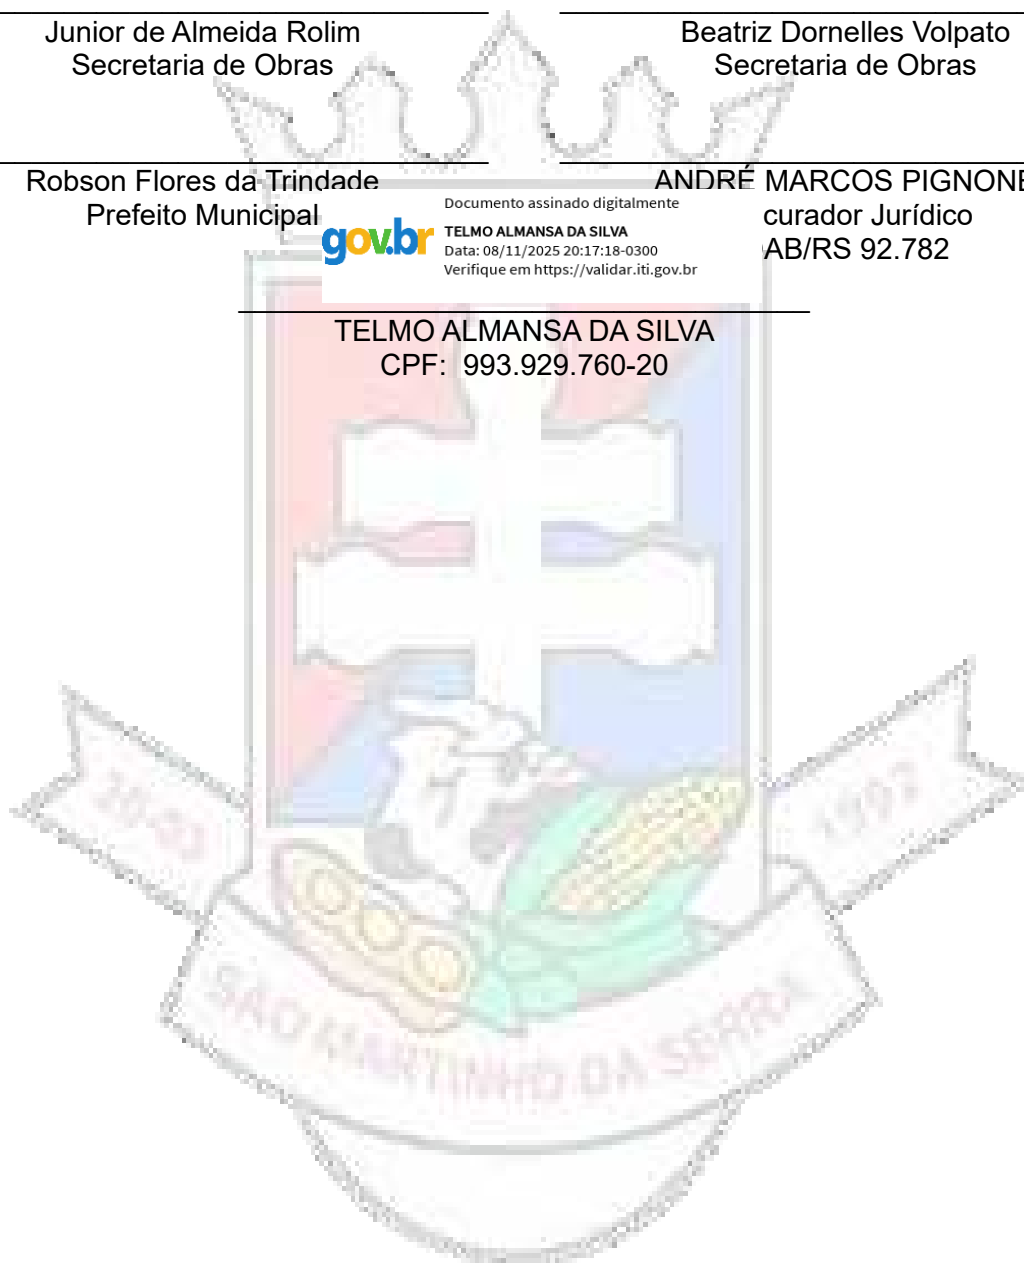 Junior de Almeida Rolim
Secretaria de Obras
Beatriz Dornelles Volpato
Secretaria de Obras
Robson Flores da Trindade
Prefeito Municipal
ANDRÉ MARCOS PIGNONE
curador Jurídico
AB/RS 92.782
gov.br
Documento assinado digitalmente
TELMO ALMANSA DA SILVA
Data: 08/11/2025 20:17:18-0300
Verifique em https://validar.iti.gov.br
TELMO ALMANSA DA SILVA
CPF: 993.929.760-20
20-03
1992
SÃO MARTINHO DA SERRA